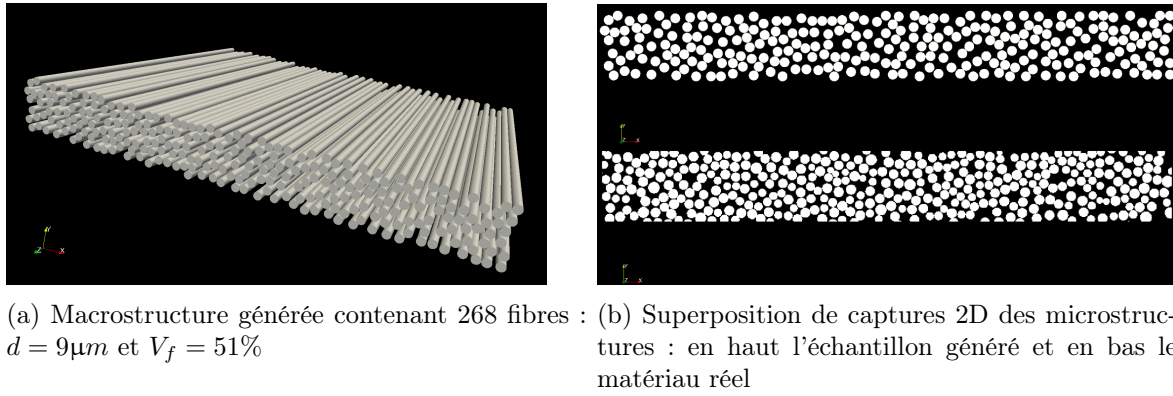 (a) Macrostructure générée contenant 268 fibres :
d = 9µm et V_f = 51%
(b) Superposition de captures 2D des microstruc-
tures : en haut l'échantillon généré et en bas le
matériau réel